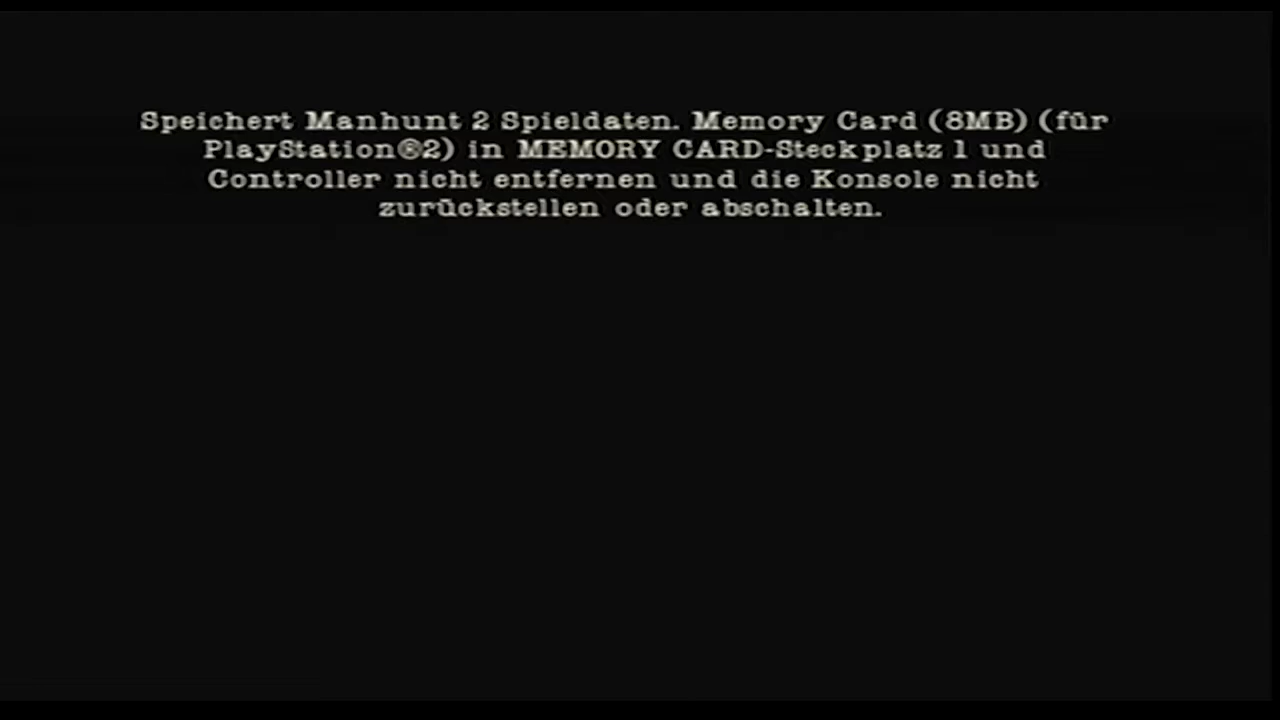 Speichert Manhunt 2 Spieldaten. Memory Card (8MB) (für
PlayStation®2) in MEMORY CARD-Steckplatz 1 und
Controller nicht entfernen und die Konsole nicht
zurückstellen oder abschalten.